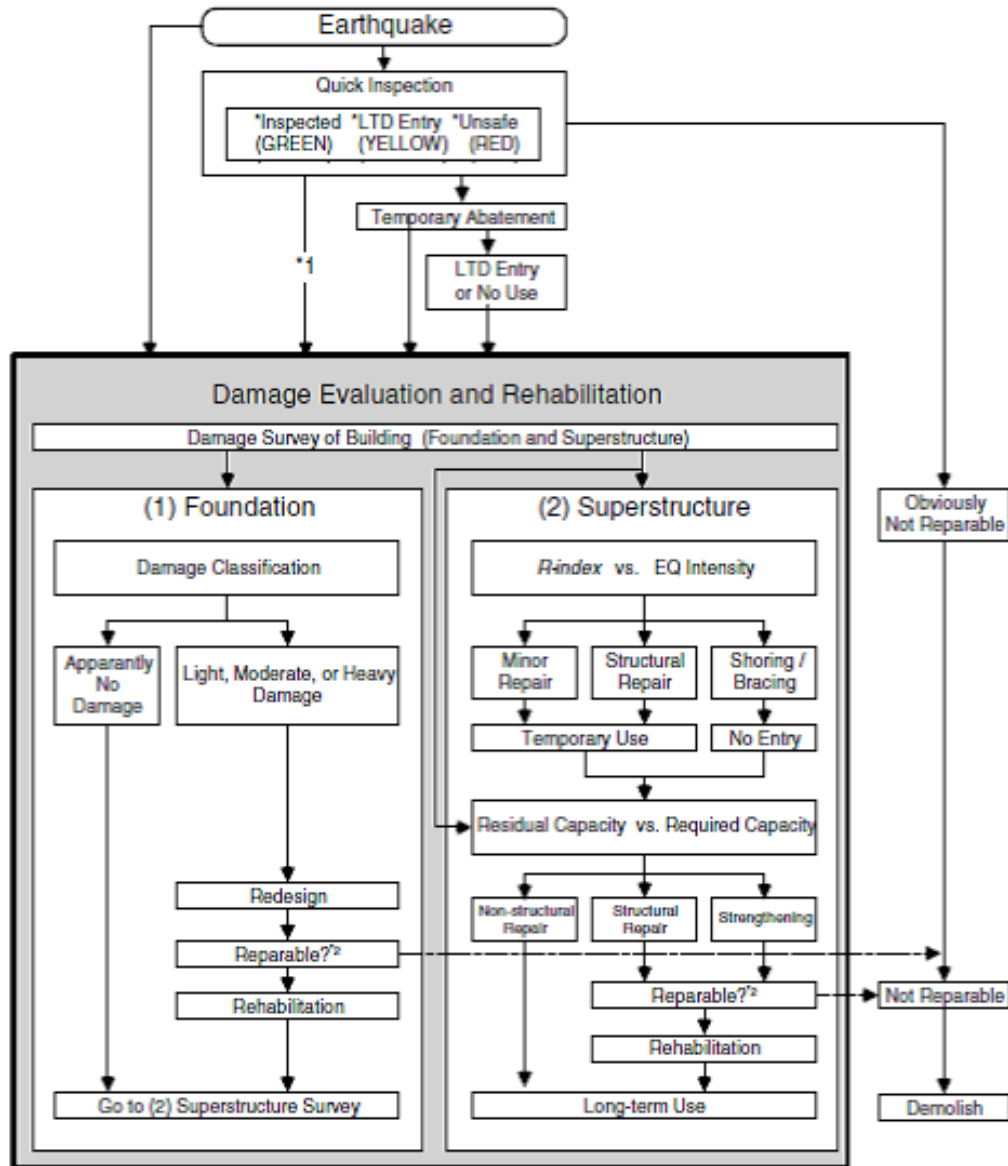 Earthquake
Quick Inspection
*Inspected *LTD Entry *Unsafe
(GREEN) (YELLOW) (RED)
Temporary Abatement
*1
LTD Entry
or No Use
Damage Evaluation and Rehabilitation
Damage Survey of Building (Foundation and Superstructure)
(1) Foundation
Damage Classification
Apparantly
No
Damage
Light, Moderate, or Heavy
Damage
Redesign
Reparable?*2
Rehabilitation
Go to (2) Superstructure Survey
(2) Superstructure
R-index vs. EQ Intensity
Minor
Repair
Structural
Repair
Shoring /
Bracing
Temporary Use
No Entry
Residual Capacity vs. Required Capacity
Non-structural
Repair
Structural
Repair
Strengthening
Reparable?*2
Rehabilitation
Long-term Use
Obviously
Not Reparable
Not Reparable
Demolish